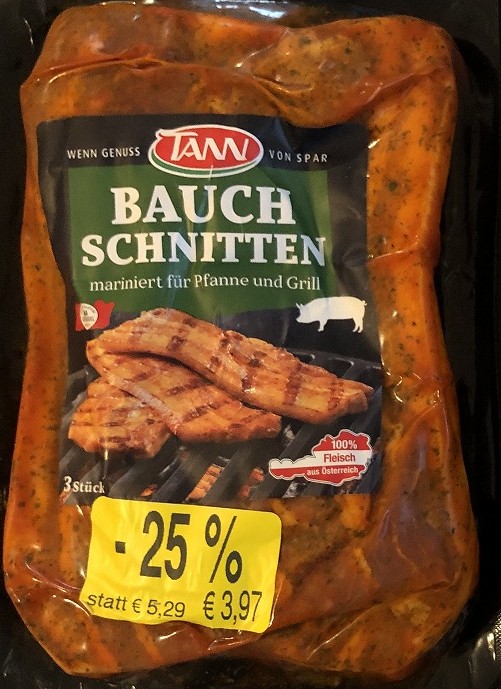 WENN GENUSS TANN VON SPAR
BAUCH
SCHNITTEN
mariniert für Pfanne und Grill
100%
Fleisch
aus Österreich
3 Stück
- 25 %
statt € 5,29 € 3,97